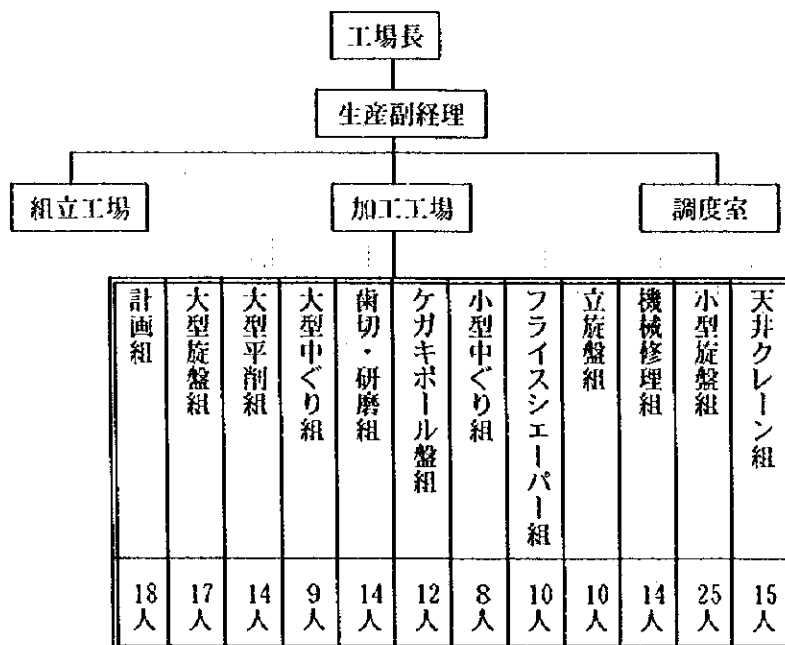 工場長
生産副経理
組立工場
加工工場
調度室
計画組
大型旋盤組
大型平削組
大型中ぐり組
歯切・研磨組
ケガキボール盤組
小型中ぐり組
フライスシェーパー組
立旋盤組
機械修理組
小型旋盤組
天井クレーン組
18人
17人
14人
9人
14人
12人
8人
10人
10人
14人
25人
15人